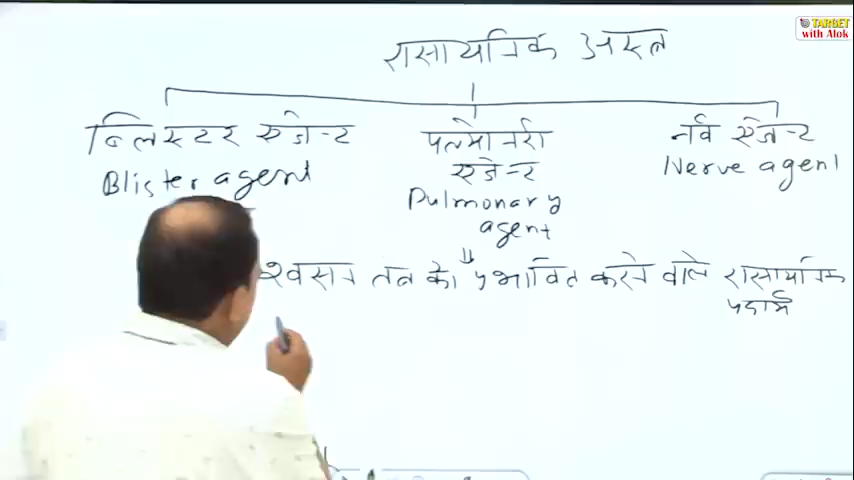 TARGET
with Alok
रासायनिक अस्त्र
ब्लिस्टर एजेन्ट
Blister agent
पल्मोनरी
एजेन्ट
Pulmonary
agent
नर्व एजेन्ट
Nerve agent
श्वसन तंत्र को प्रभावित करने वाले रासायनिक
पदार्थ